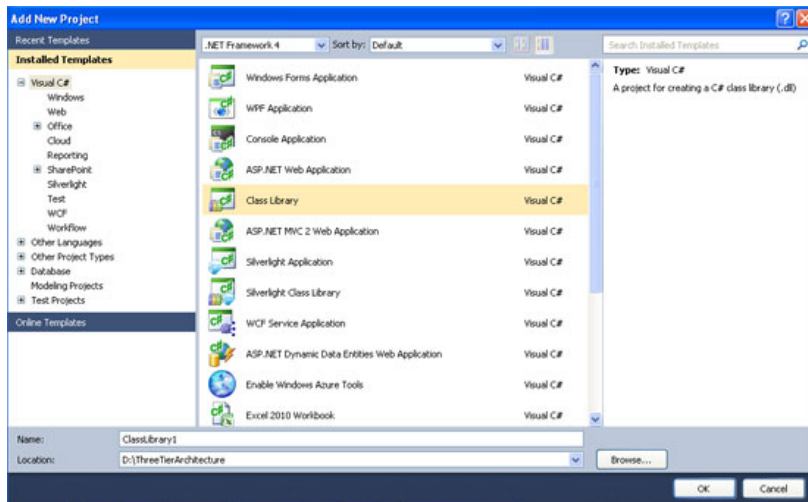 Add New Project
Recent Templates
Installed Templates
Visual C#
Windows
Web
Office
Cloud
Reporting
SharePoint
Silverlight
Test
WCF
Workflow
Other Languages
Other Project Types
Database
Modeling Projects
Test Projects
Online Templates
.NET Framework 4
Sort by: Default
Windows Forms Application Visual C#
WPF Application Visual C#
Console Application Visual C#
ASP.NET Web Application Visual C#
Class Library Visual C#
ASP.NET MVC 2 Web Application Visual C#
Silverlight Application Visual C#
Silverlight Class Library Visual C#
WCF Service Application Visual C#
ASP.NET Dynamic Data Entities Web Application Visual C#
Enable Windows Azure Tools Visual C#
Excel 2010 Workbook Visual C#
Search Installed Templates
Type: Visual C#
A project for creating a C# class library (.dll)
Name: ClassLibrary1
Location: D:\ThreeTierArchitecture
Browse...
OK Cancel